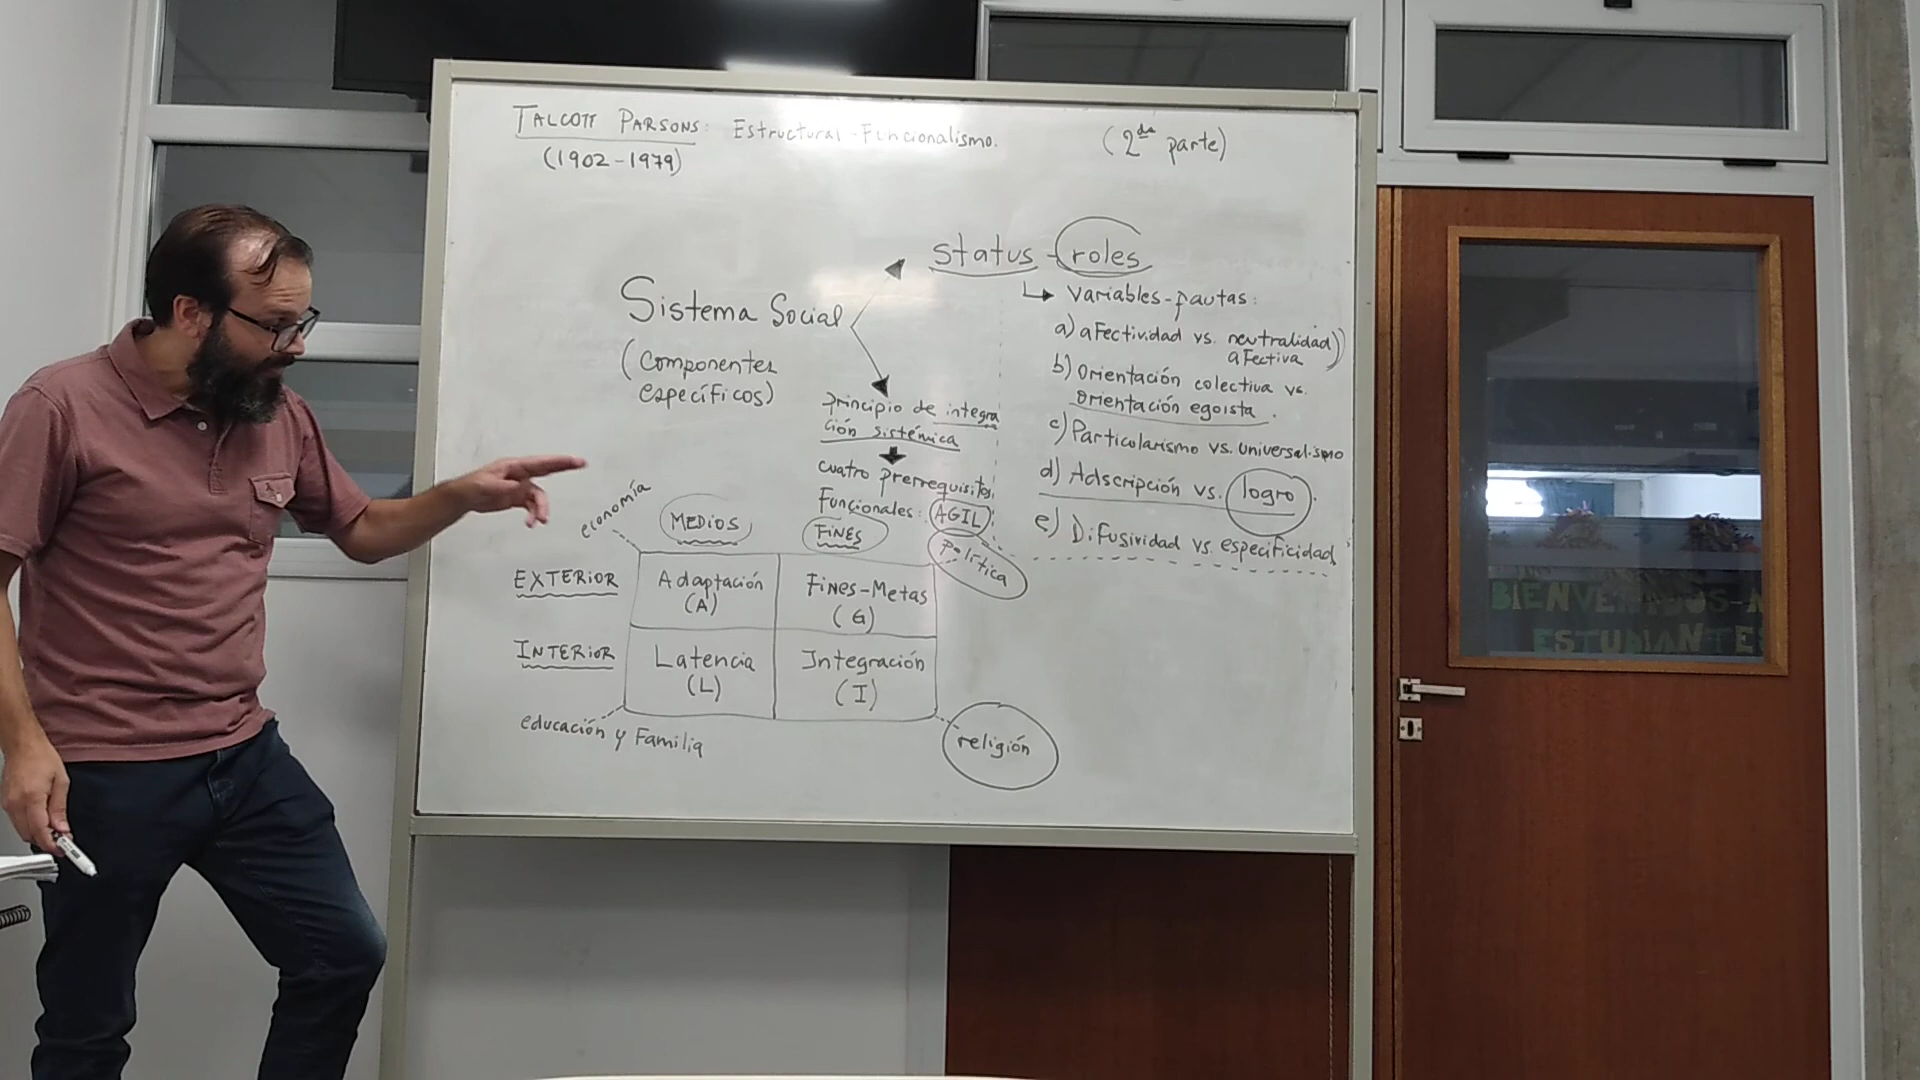 TALCOTT PARSONS: Estructural-Funcionalismo.
(1902-1979)
(2da parte)
status - roles
↳ Variables-pautas:
a) aFectividad vs. neutralidad
aFectiva
b) Orientación colectiva vs.
orientación egoísta.
c) Particularismo vs. universalismo
d) Adscripción vs. logro.
e) Difusividad vs especificidad
Sistema Social
(componentes
específicos)
principio de integra
ción sistémica
cuatro prerrequisitos
Funcionales: AGIL
economía
MEDIOS
FINES
política
EXTERIOR
Adaptación
(A)
Fines-Metas
(G)
INTERIOR
Latencia
(L)
Integración
(I)
educación y Familia
religión
BIENVENIDOS
ESTUDIANTES